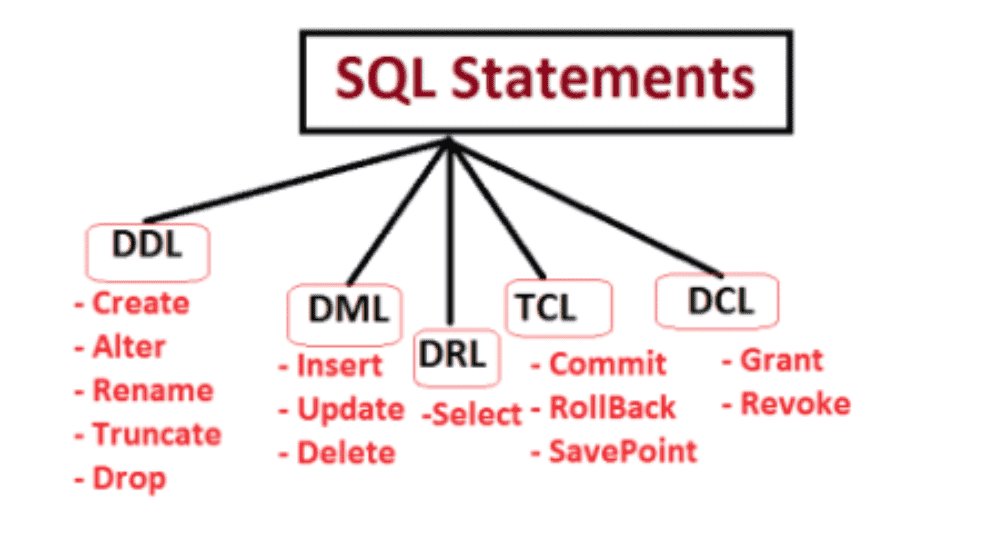 SQL Statements
DDL
- Create
- Alter
- Rename
- Truncate
- Drop
DML
- Insert
- Update
- Delete
DRL
-Select
TCL
- Commit
- RollBack
- SavePoint
DCL
- Grant
- Revoke